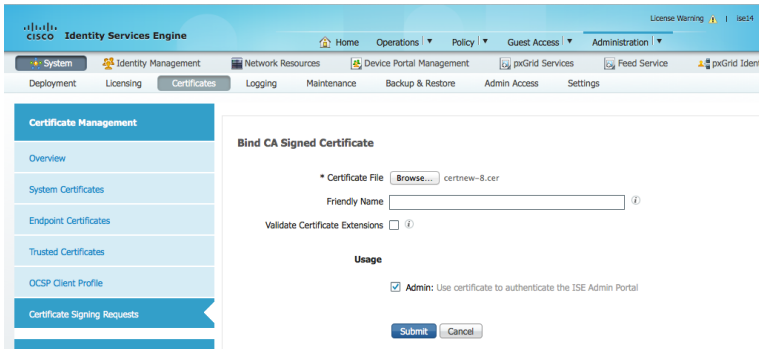 License Warning | ise14
CISCO Identity Services Engine
Home Operations | Policy | Guest Access | Administration |
System Identity Management Network Resources Device Portal Management pxGrid Services Feed Service pxGrid Iden
Deployment Licensing Certificates Logging Maintenance Backup & Restore Admin Access Settings
Certificate Management
Overview
System Certificates
Endpoint Certificates
Trusted Certificates
OCSP Client Profile
Certificate Signing Requests
Bind CA Signed Certificate
* Certificate File Browse... certnew-8.cer
Friendly Name
Validate Certificate Extensions
Usage
Admin: Use certificate to authenticate the ISE Admin Portal
Submit Cancel